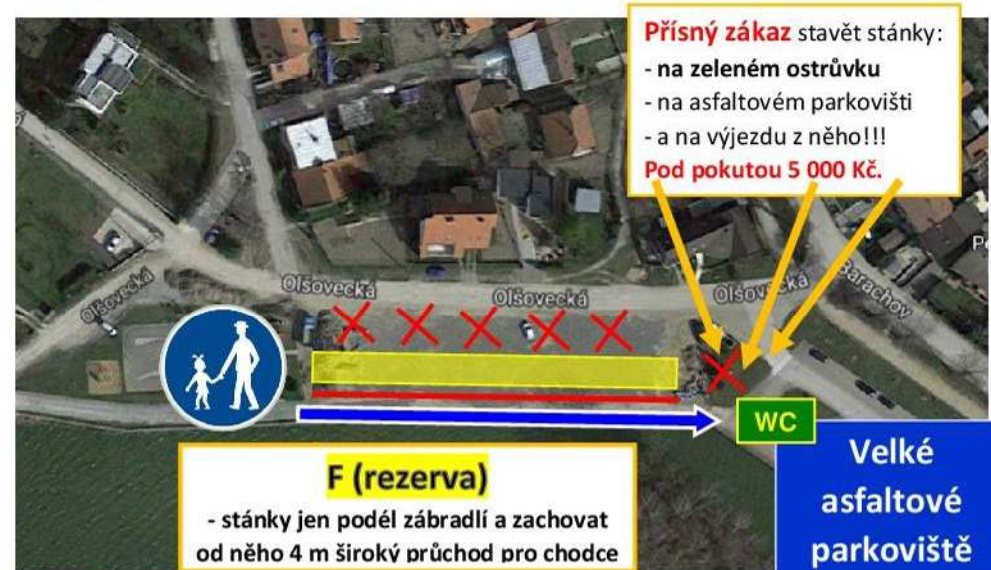 Přísný zákaz stavět stánky:
- na zeleném ostrůvku
- na asfaltovém parkovišti
- a na výjezdu z něho!!!
Pod pokutou 5 000 Kč.
Olšovecká
Olšovecká
Olšovecká
Olšovecká
Barachov
WC
Velké
asfaltové
parkoviště
F (rezerva)
- stánky jen podél zábradlí a zachovat
od něho 4 m široký průchod pro chodce